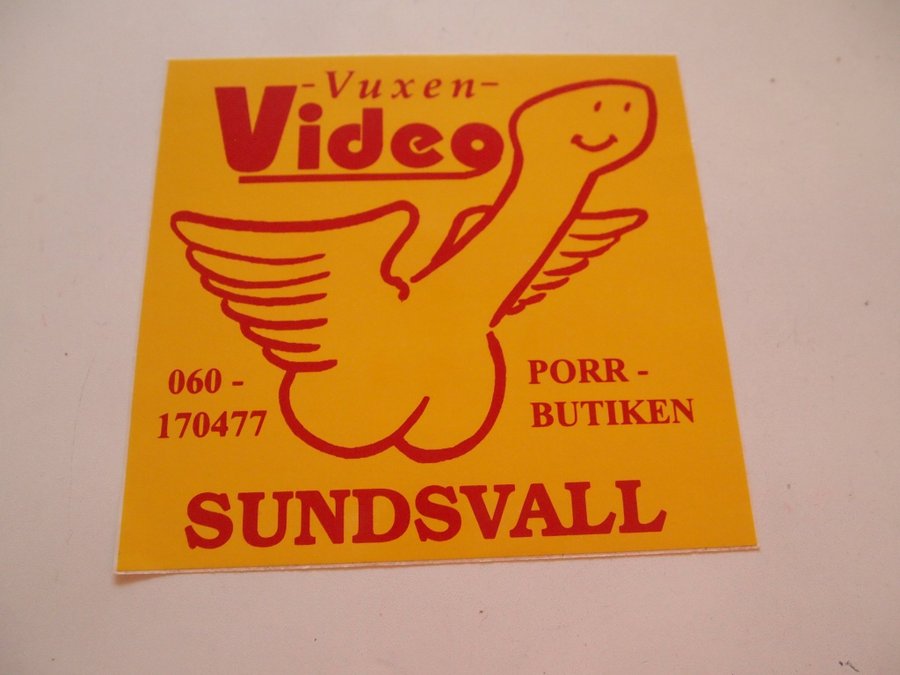 -Vuxen-
Video
060 -
170477
PORR -
BUTIKEN
SUNDSVALL